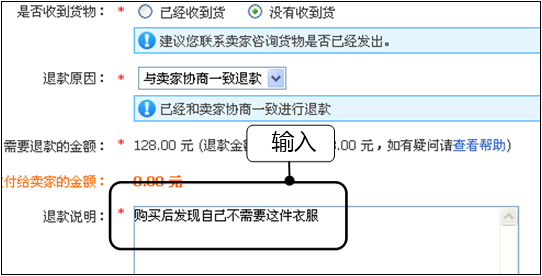 是否收到货物： * 已经收到货 没有收到货
建议您联系卖家咨询货物是否已经发出。
退款原因： * 与卖家协商一致退款
已经和卖家协商一致进行退款
需要退款的金额： * 128.00 元 (退款金 .00 元，如有疑问请查看帮助)
输入
付给卖家的金额： 0.00 元
退款说明： * 购买后发现自己不需要这件衣服